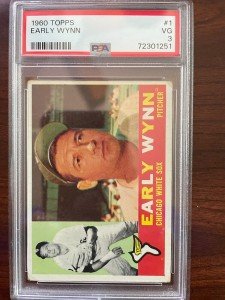 1960 TOPPS #1
EARLY WYNN VG
PSA 3
72301251
EARLY WYNN
PITCHER
CHICAGO WHITE SOX